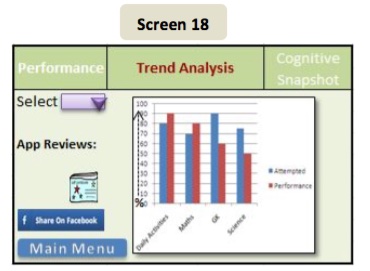 Screen 18
Performance
Trend Analysis
Cognitive
Snapshot
Select
App Reviews:
f Share On Facebook
Main Menu
100
90
80
70
60
50
40
30
20
10
0
%
Daily Activities
Maths
GK
Science
Attempted
Performance